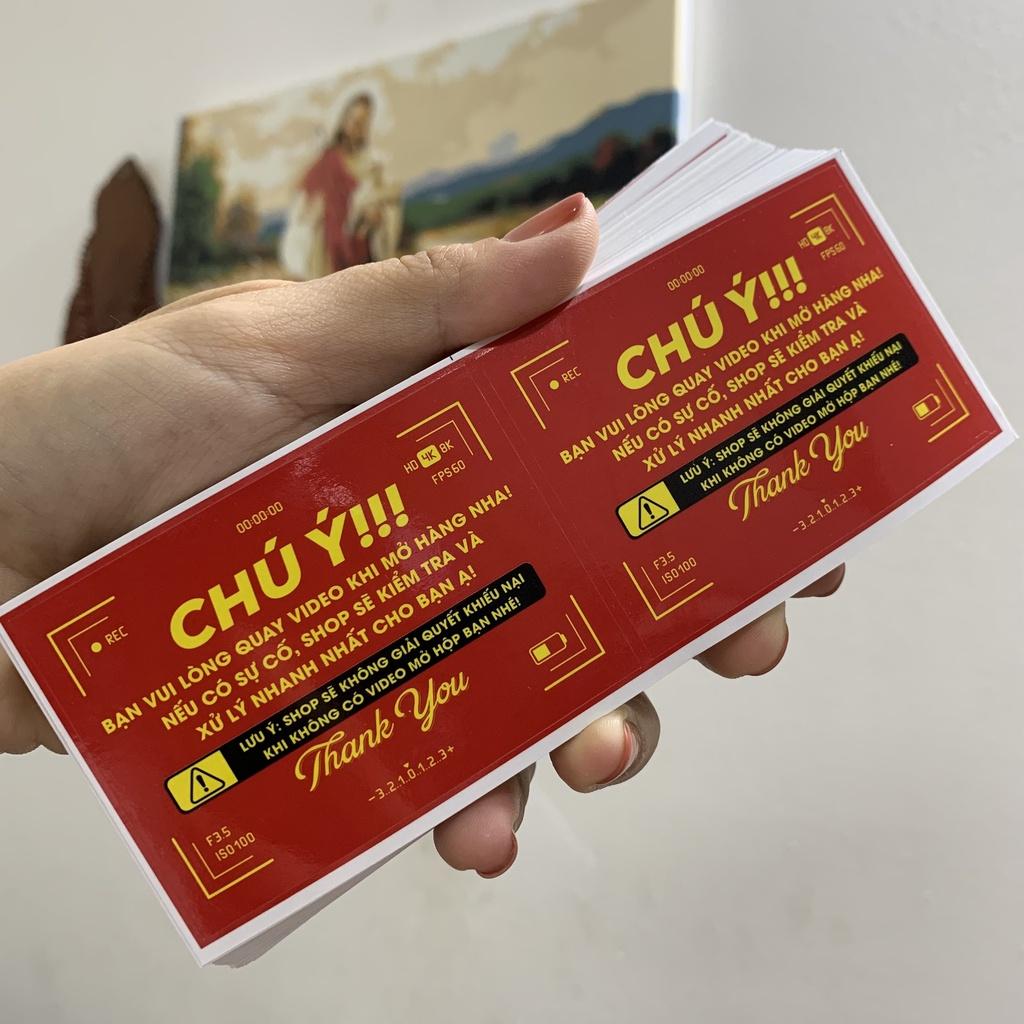 00:00:00
HD 4K 8K
FPS 60
REC
CHÚ Ý!!!
BẠN VUI LÒNG QUAY VIDEO KHI MỞ HÀNG NHA!
NẾU CÓ SỰ CỐ, SHOP SẼ KIỂM TRA VÀ
XỬ LÝ NHANH NHẤT CHO BẠN Ạ!
LƯU Ý: SHOP SẼ KHÔNG GIẢI QUYẾT KHIẾU NẠI
KHI KHÔNG CÓ VIDEO MỞ HỘP BẠN NHÉ!
Thank You
F3.5
ISO100
-3..2..1..0..1..2..3+
00:00:00
HD 4K 8K
FPS 60
REC
CHÚ Ý!!!
BẠN VUI LÒNG QUAY VIDEO KHI MỞ HÀNG NHA!
NẾU CÓ SỰ CỐ, SHOP SẼ KIỂM TRA VÀ
XỬ LÝ NHANH NHẤT CHO BẠN Ạ!
LƯU Ý: SHOP SẼ KHÔNG GIẢI QUYẾT KHIẾU NẠI
KHI KHÔNG CÓ VIDEO MỞ HỘP BẠN NHÉ!
Thank You
F3.5
ISO100
-3..2..1..0..1..2..3+